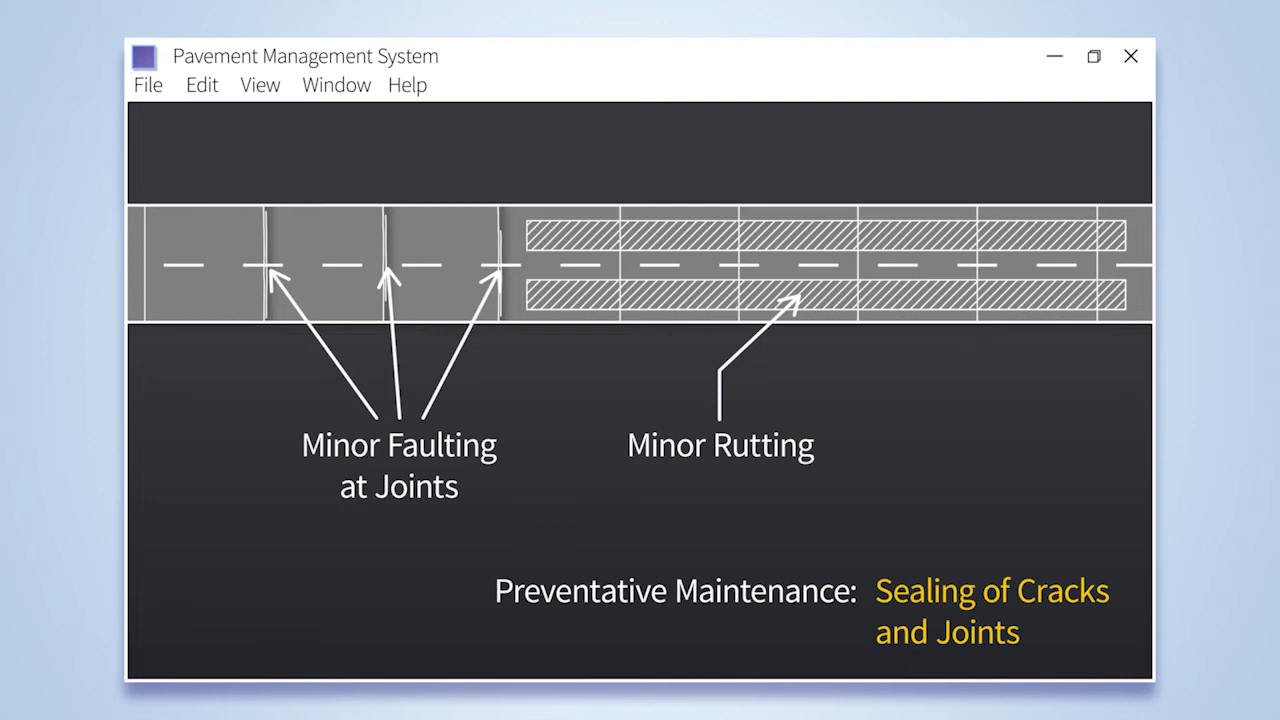 Pavement Management System
File Edit View Window Help
Minor Faulting
at Joints
Minor Rutting
Preventative Maintenance: Sealing of Cracks
and Joints